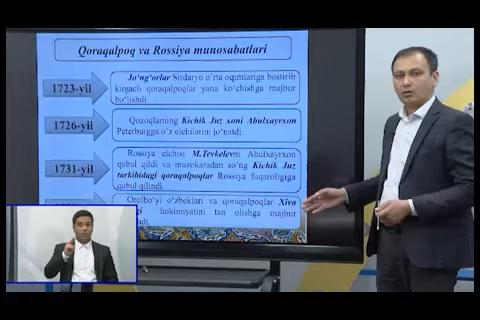 Qoraqalpoq va Rossiya munosabatlari
1723-yil
Jo‘ng‘orlar Sirdaryo o‘rta oqimlariga bostirib
kirgach qoraqalpoqlar yana ko‘chishga majbur
bo‘lishdi.
1726-yil
Qozoqlarning Kichik Juz xoni Abulxayrxon
Peterburgga o‘z elchilarini jo‘natdi.
1731-yil
Rossiya elchisi M.Tevkelevni Abulxayrxon
qabul qildi va muzokaradan so‘ng Kichik Juz
tarkibidagi qoraqalpoqlar Rossiya fuqaroligiga
qabul qilindi.
Orolbo‘yi o‘zbeklari va qoraqalpoqlar Xiva
hokimiyatini tan olishga majbur